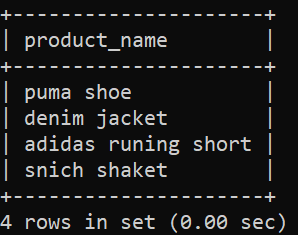 +---------------------+
| product_name        |
+---------------------+
| puma shoe           |
| denim jacket        |
| adidas runing short |
| snich shaket        |
+---------------------+
4 rows in set (0.00 sec)